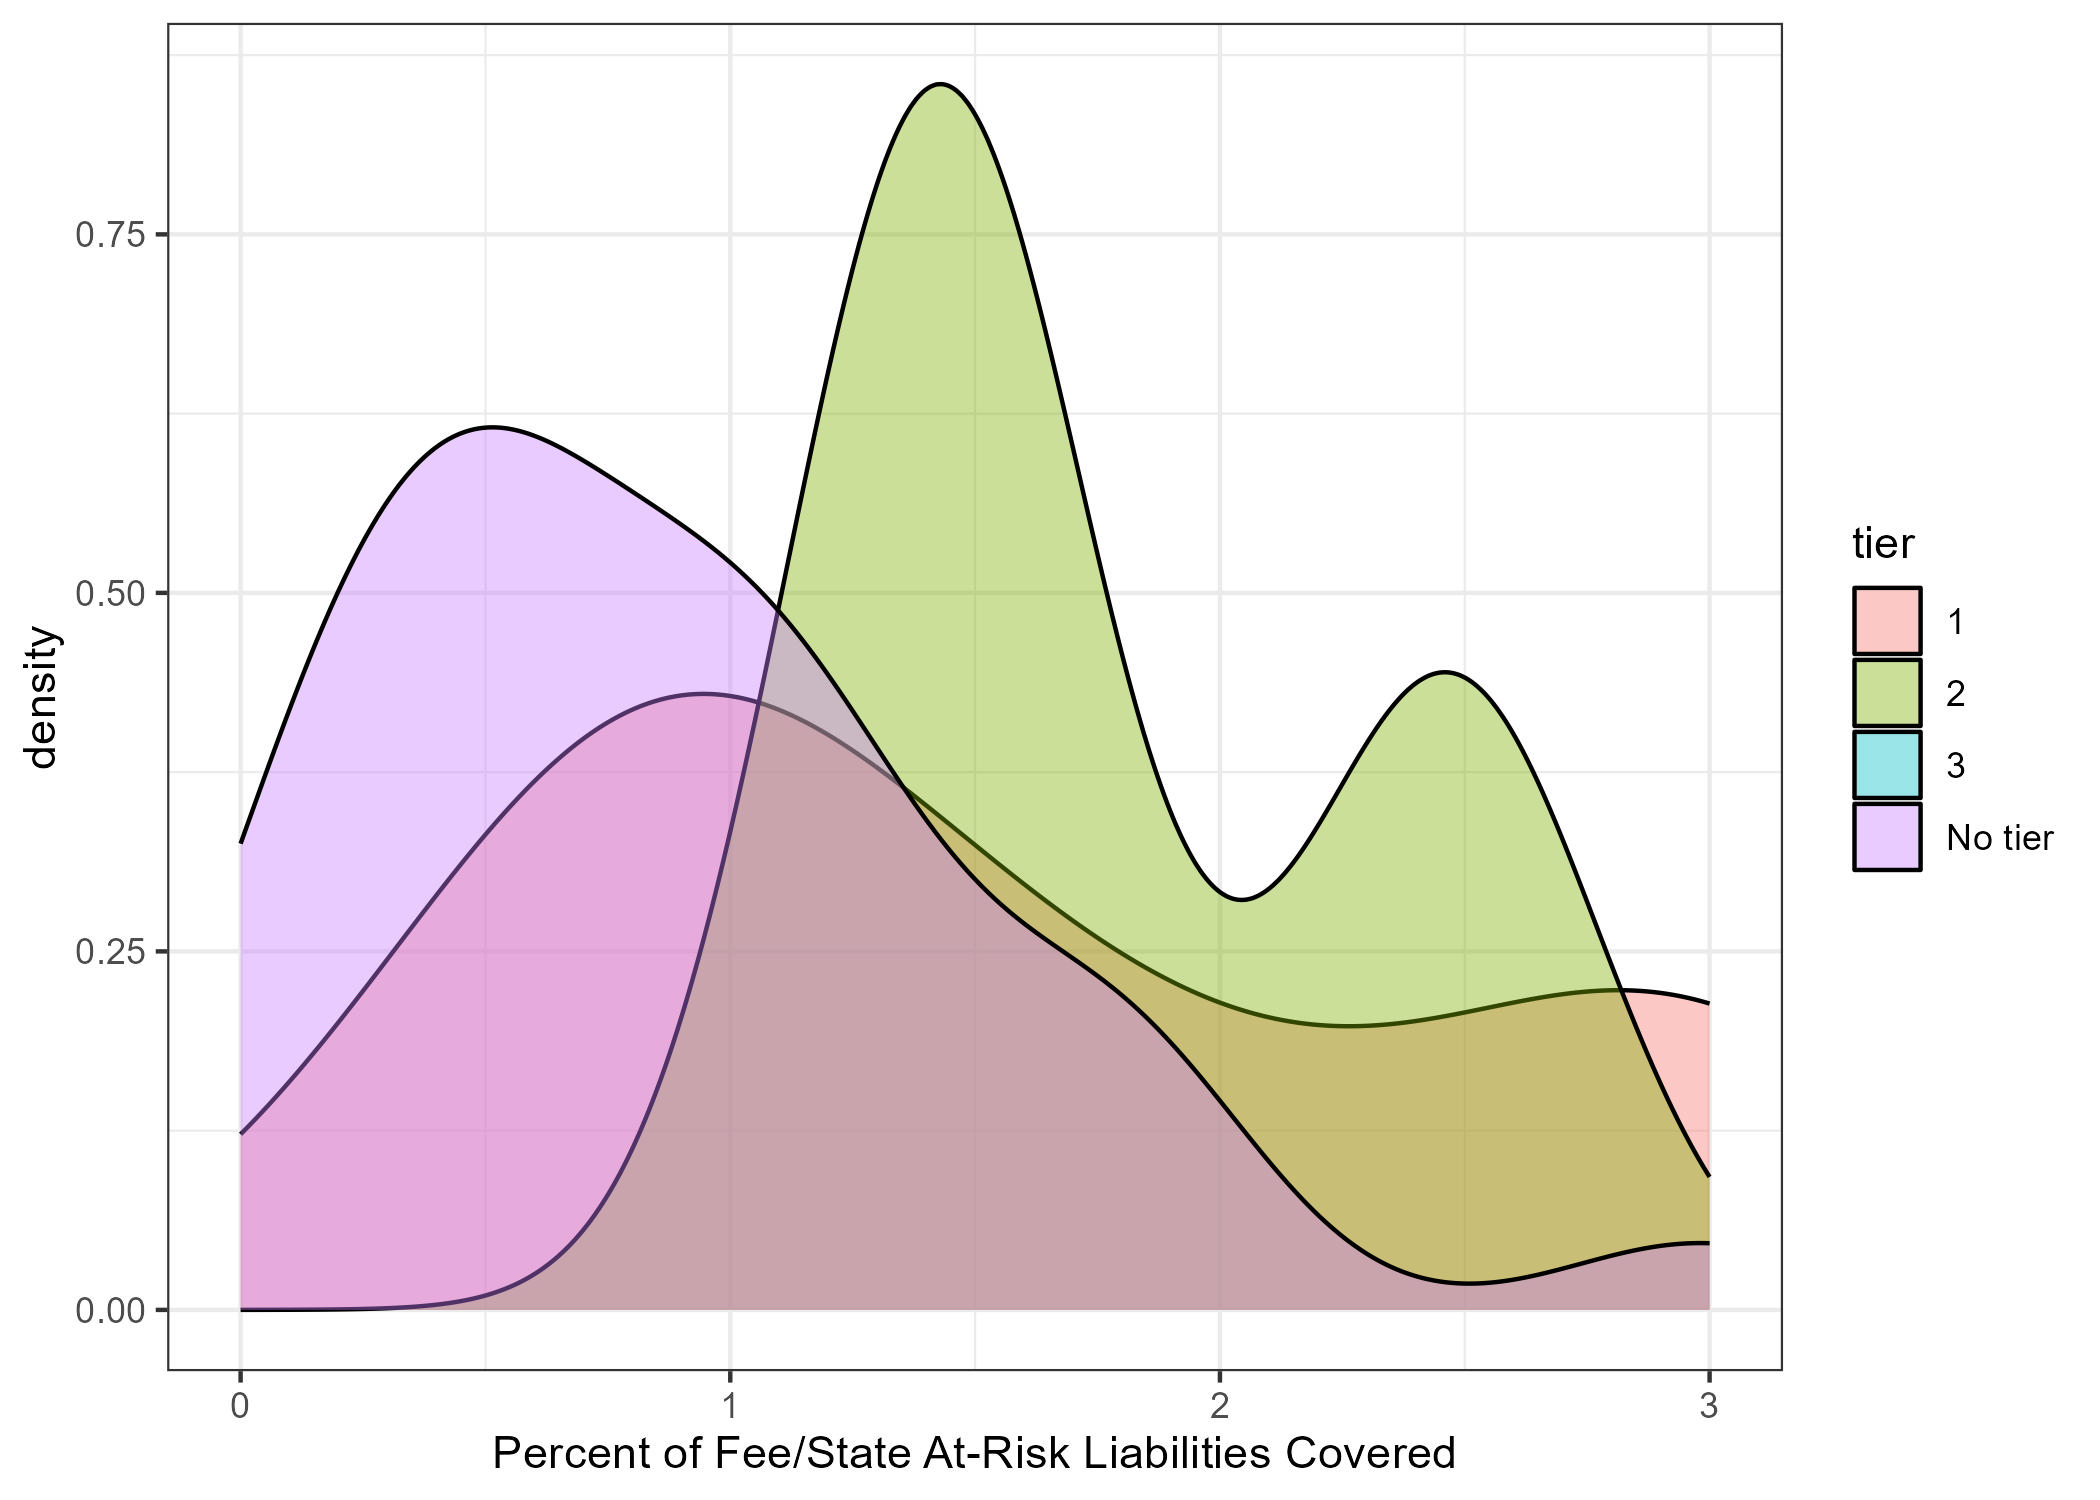 0.75
0.50
0.25
0.00
density
0
1
2
3
Percent of Fee/State At-Risk Liabilities Covered
tier
1
2
3
No tier